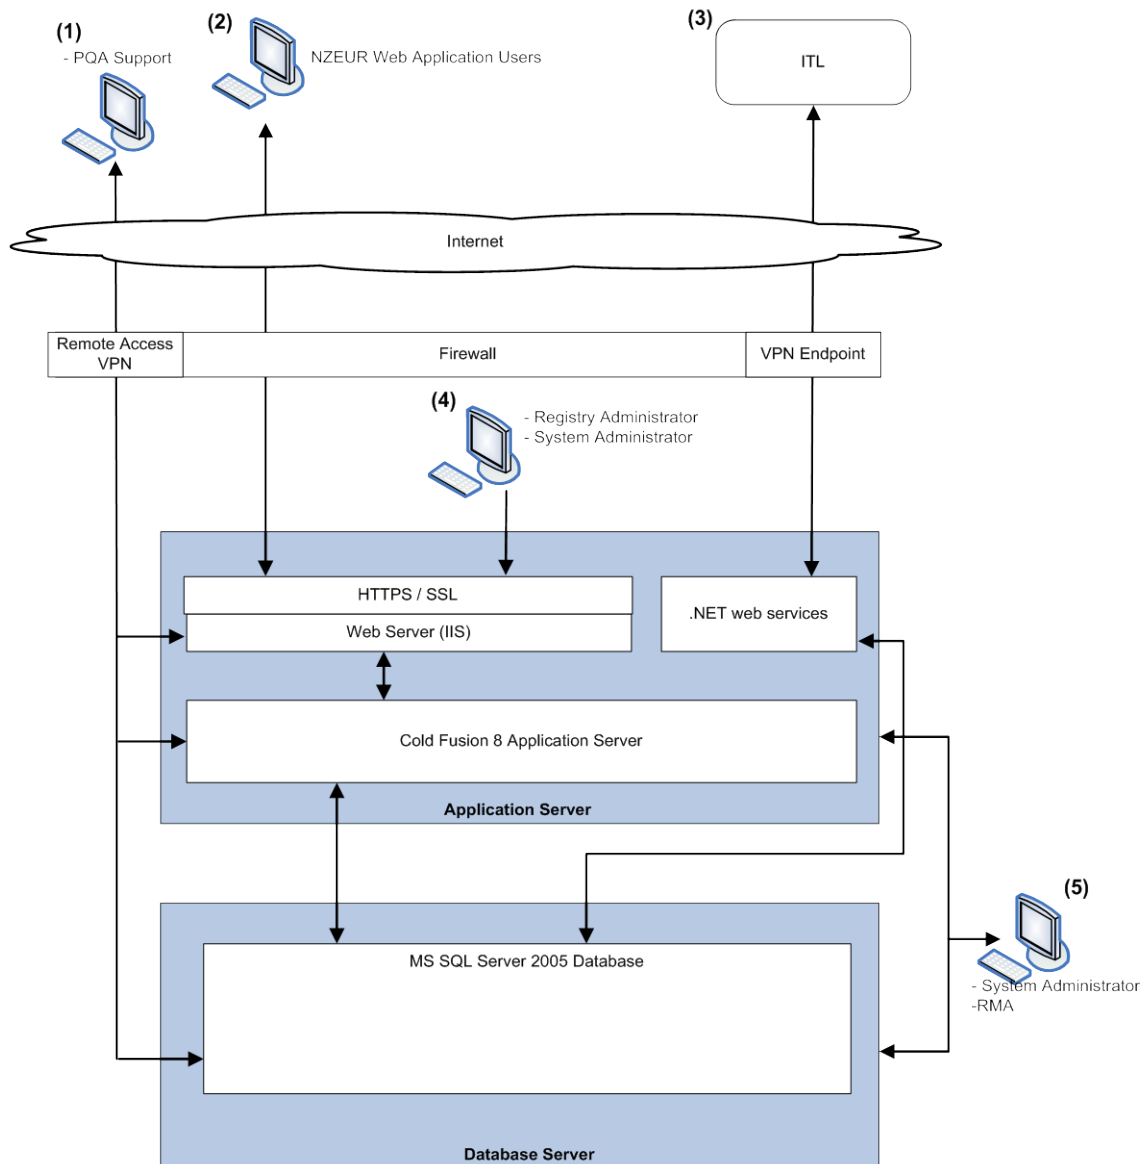 (1)
- PQA Support
(2)
NZEUR Web Application Users
(3)
ITL
Internet
Remote Access
VPN
Firewall
VPN Endpoint
(4)
- Registry Administrator
- System Administrator
HTTPS / SSL
Web Server (IIS)
.NET web services
Cold Fusion 8 Application Server
Application Server
(5)
- System Administrator
-RMA
MS SQL Server 2005 Database
Database Server